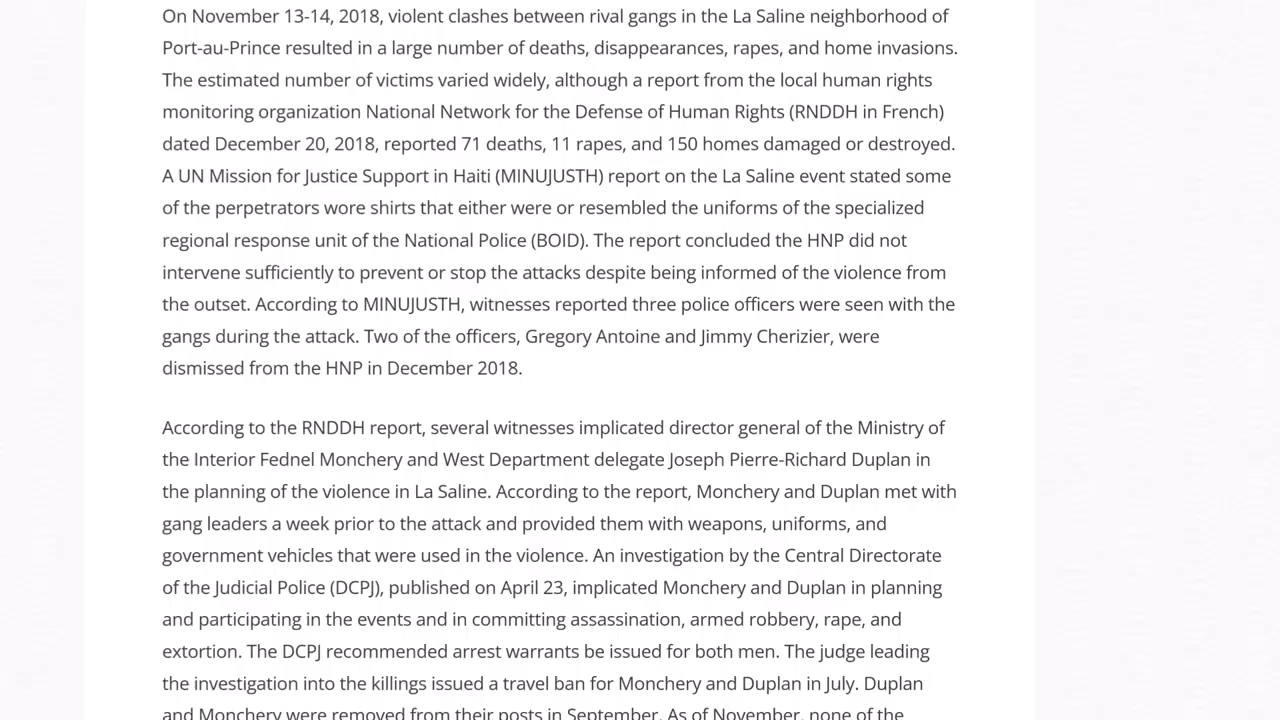 On November 13-14, 2018, violent clashes between rival gangs in the La Saline neighborhood of
Port-au-Prince resulted in a large number of deaths, disappearances, rapes, and home invasions.
The estimated number of victims varied widely, although a report from the local human rights
monitoring organization National Network for the Defense of Human Rights (RNDDH in French)
dated December 20, 2018, reported 71 deaths, 11 rapes, and 150 homes damaged or destroyed.
A UN Mission for Justice Support in Haiti (MINUJUSTH) report on the La Saline event stated some
of the perpetrators wore shirts that either were or resembled the uniforms of the specialized
regional response unit of the National Police (BOID). The report concluded the HNP did not
intervene sufficiently to prevent or stop the attacks despite being informed of the violence from
the outset. According to MINUJUSTH, witnesses reported three police officers were seen with the
gangs during the attack. Two of the officers, Gregory Antoine and Jimmy Cherizier, were
dismissed from the HNP in December 2018.
According to the RNDDH report, several witnesses implicated director general of the Ministry of
the Interior Fednel Monchery and West Department delegate Joseph Pierre-Richard Duplan in
the planning of the violence in La Saline. According to the report, Monchery and Duplan met with
gang leaders a week prior to the attack and provided them with weapons, uniforms, and
government vehicles that were used in the violence. An investigation by the Central Directorate
of the Judicial Police (DCPJ), published on April 23, implicated Monchery and Duplan in planning
and participating in the events and in committing assassination, armed robbery, rape, and
extortion. The DCPJ recommended arrest warrants be issued for both men. The judge leading
the investigation into the killings issued a travel ban for Monchery and Duplan in July. Duplan
and Monchery were removed from their posts in September. As of November, none of the